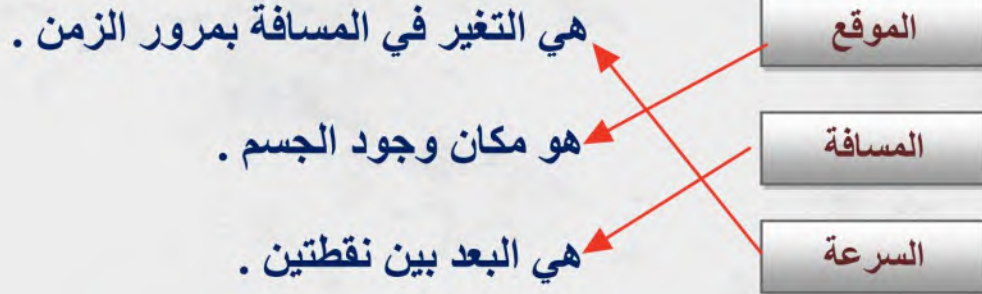 الموقع هي التغير في المسافة بمرور الزمن .
المسافة هو مكان وجود الجسم .
السرعة هي البعد بين نقطتين .